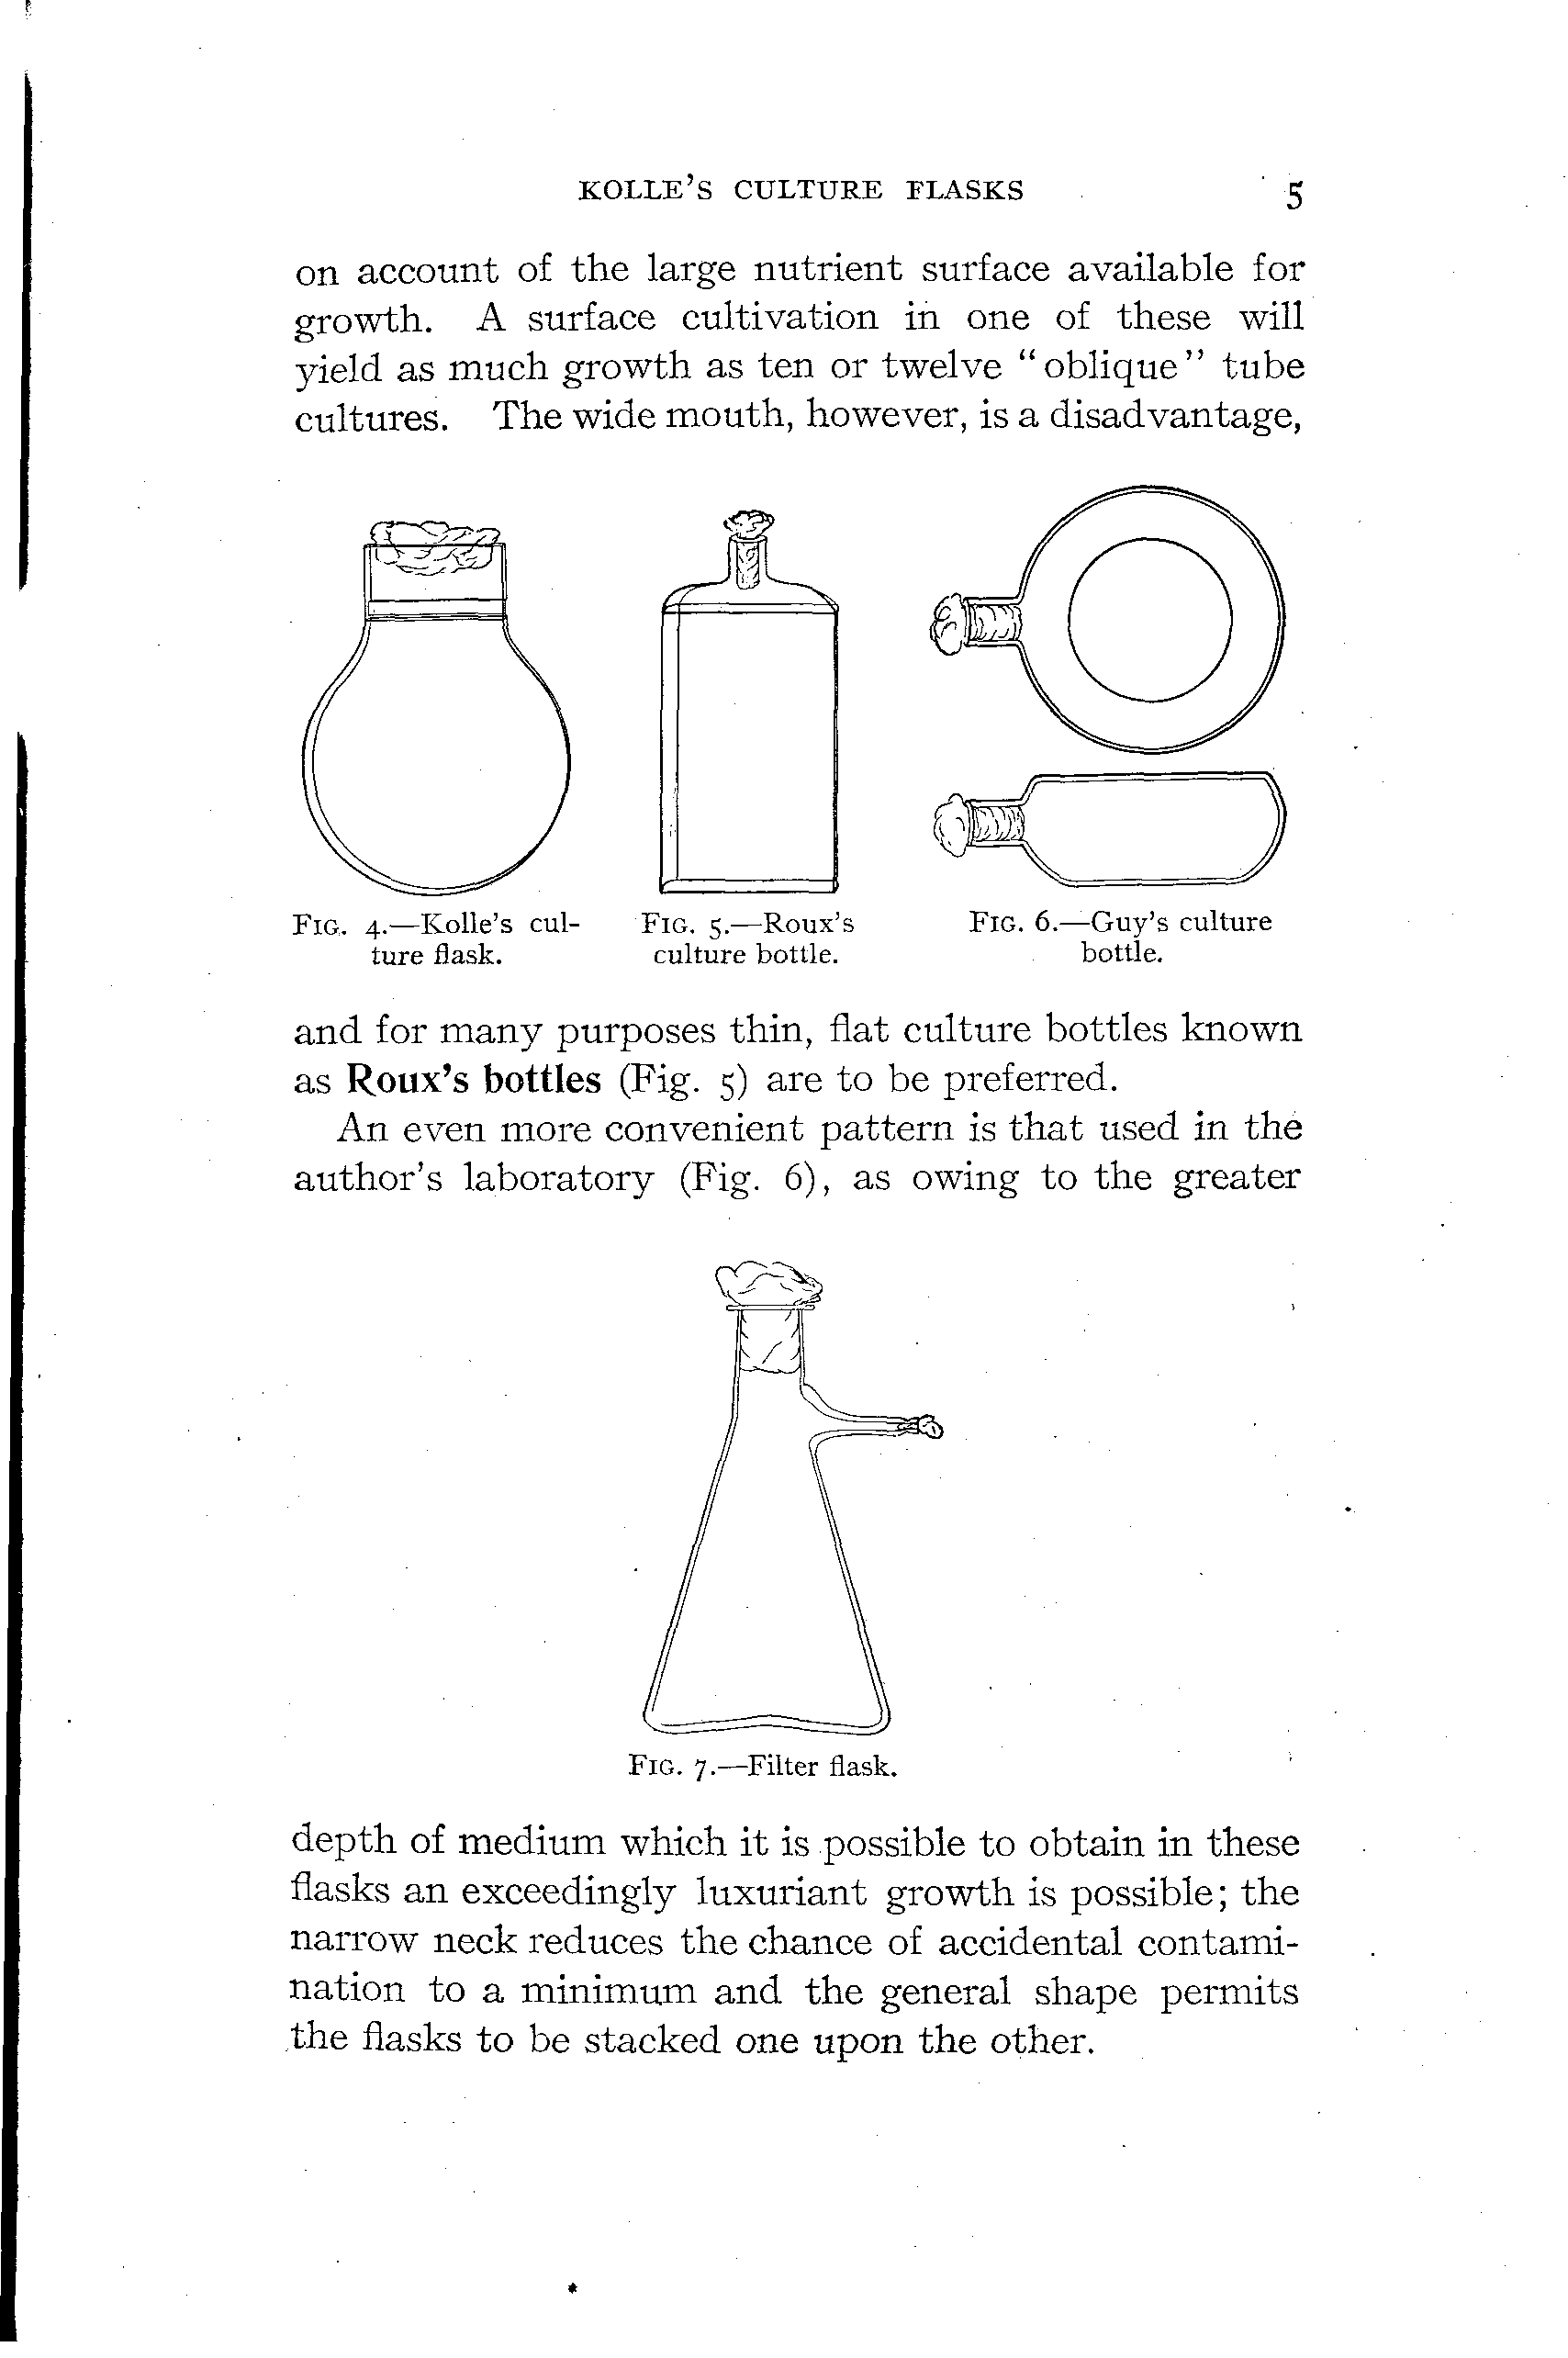 KOLLE'S CULTURE FLASKS 5
on account of the large nutrient surface available for
growth. A surface cultivation in one of these will
yield as much growth as ten or twelve “oblique” tube
cultures. The wide mouth, however, is a disadvantage,
FIG. 4.—Kolle's cul-
ture flask.
FIG. 5.—Roux's
culture bottle.
FIG. 6.—Guy's culture
bottle.
and for many purposes thin, flat culture bottles known
as Roux's bottles (Fig. 5) are to be preferred.
An even more convenient pattern is that used in the
author's laboratory (Fig. 6), as owing to the greater
FIG. 7.—Filter flask.
depth of medium which it is possible to obtain in these
flasks an exceedingly luxuriant growth is possible; the
narrow neck reduces the chance of accidental contami-
nation to a minimum and the general shape permits
the flasks to be stacked one upon the other.